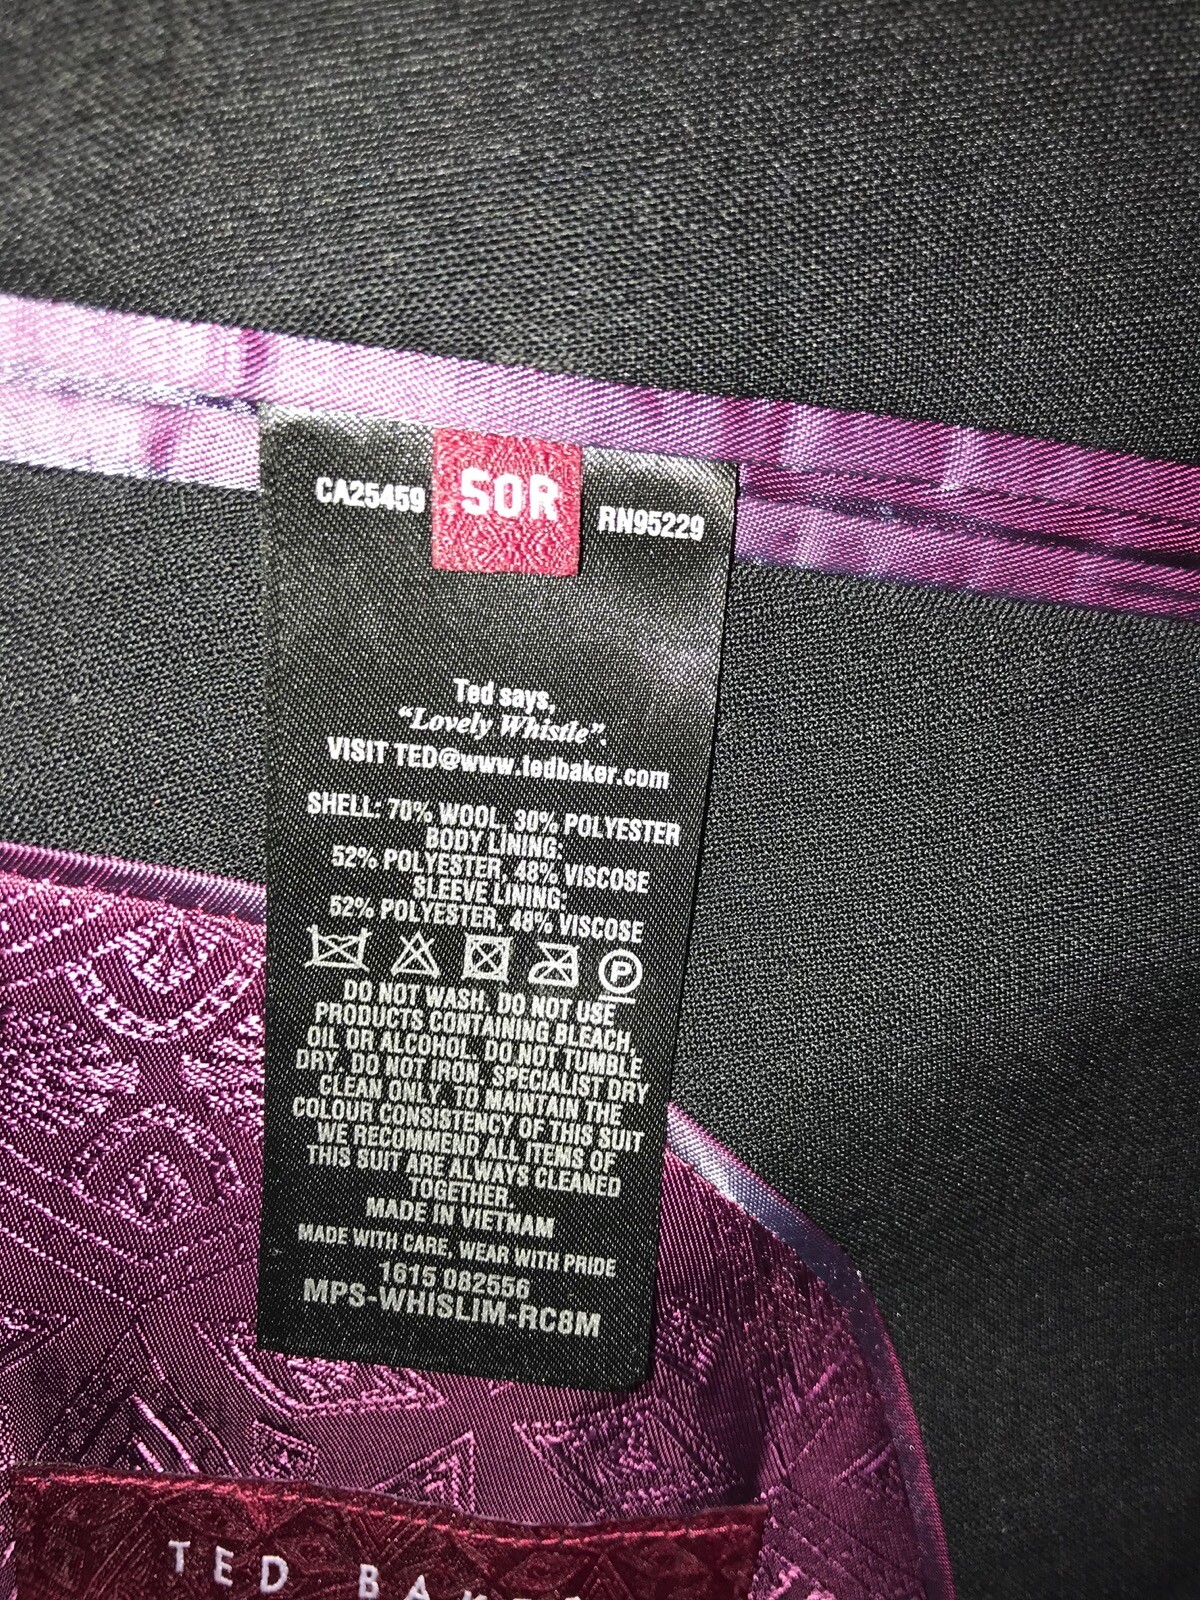 CA25459 50R RN95229
Ted says,
“Lovely Whistle”.
VISIT TED@www.tedbaker.com
SHELL: 70% WOOL, 30% POLYESTER
BODY LINING:
52% POLYESTER, 48% VISCOSE
SLEEVE LINING:
52% POLYESTER, 48% VISCOSE
P
DO NOT WASH, DO NOT USE
PRODUCTS CONTAINING BLEACH,
OIL OR ALCOHOL. DO NOT TUMBLE
DRY. DO NOT IRON. SPECIALIST DRY
CLEAN ONLY. TO MAINTAIN THE
COLOUR CONSISTENCY OF THIS SUIT
WE RECOMMEND ALL ITEMS OF
THIS SUIT ARE ALWAYS CLEANED
TOGETHER.
MADE IN VIETNAM
MADE WITH CARE, WEAR WITH PRIDE
1615 082556
MPS-WHISLIM-RC8M
TED BAKE